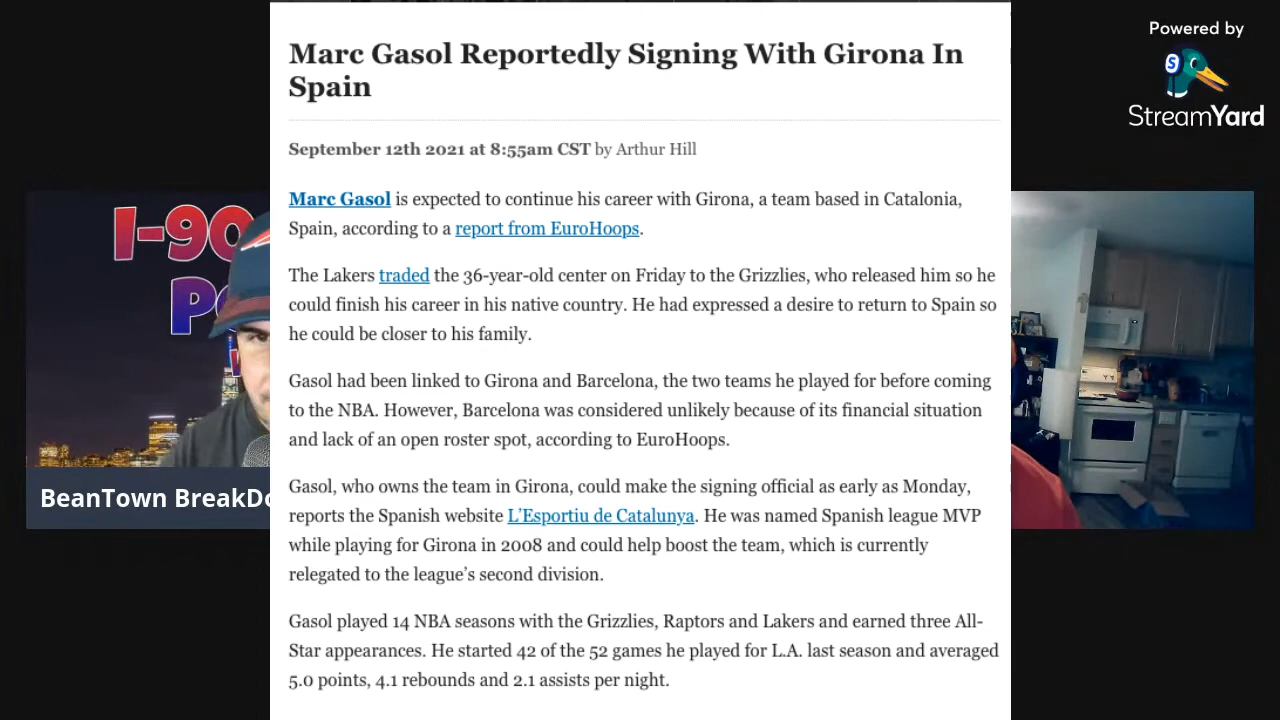 Powered by
StreamYard
Marc Gasol Reportedly Signing With Girona In
Spain
September 12th 2021 at 8:55am CST by Arthur Hill
Marc Gasol is expected to continue his career with Girona, a team based in Catalonia,
Spain, according to a report from EuroHoops.
The Lakers traded the 36-year-old center on Friday to the Grizzlies, who released him so he
could finish his career in his native country. He had expressed a desire to return to Spain so
he could be closer to his family.
Gasol had been linked to Girona and Barcelona, the two teams he played for before coming
to the NBA. However, Barcelona was considered unlikely because of its financial situation
and lack of an open roster spot, according to EuroHoops.
Gasol, who owns the team in Girona, could make the signing official as early as Monday,
reports the Spanish website L'Esportiu de Catalunya. He was named Spanish league MVP
while playing for Girona in 2008 and could help boost the team, which is currently
relegated to the league's second division.
Gasol played 14 NBA seasons with the Grizzlies, Raptors and Lakers and earned three All-
Star appearances. He started 42 of the 52 games he played for L.A. last season and averaged
5.0 points, 4.1 rebounds and 2.1 assists per night.
I-90
BeanTown